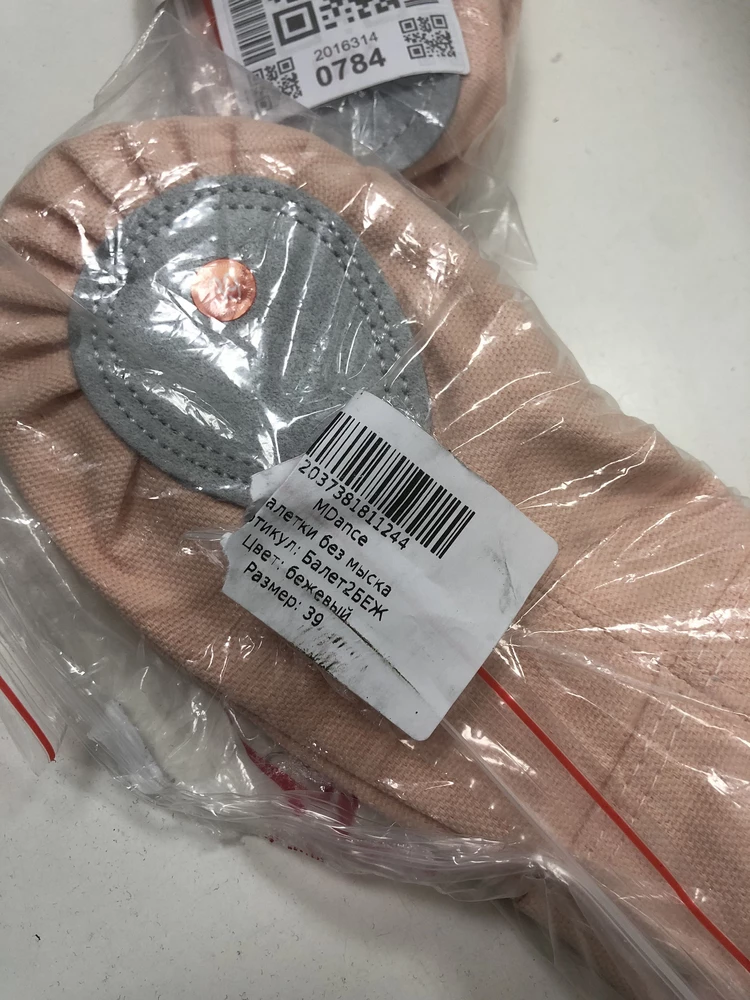 2016314
0784
2037381811244
MDance
алетки без мыска
тикул: Балет2БЕЖ
Цвет: бежевый
Размер: 39